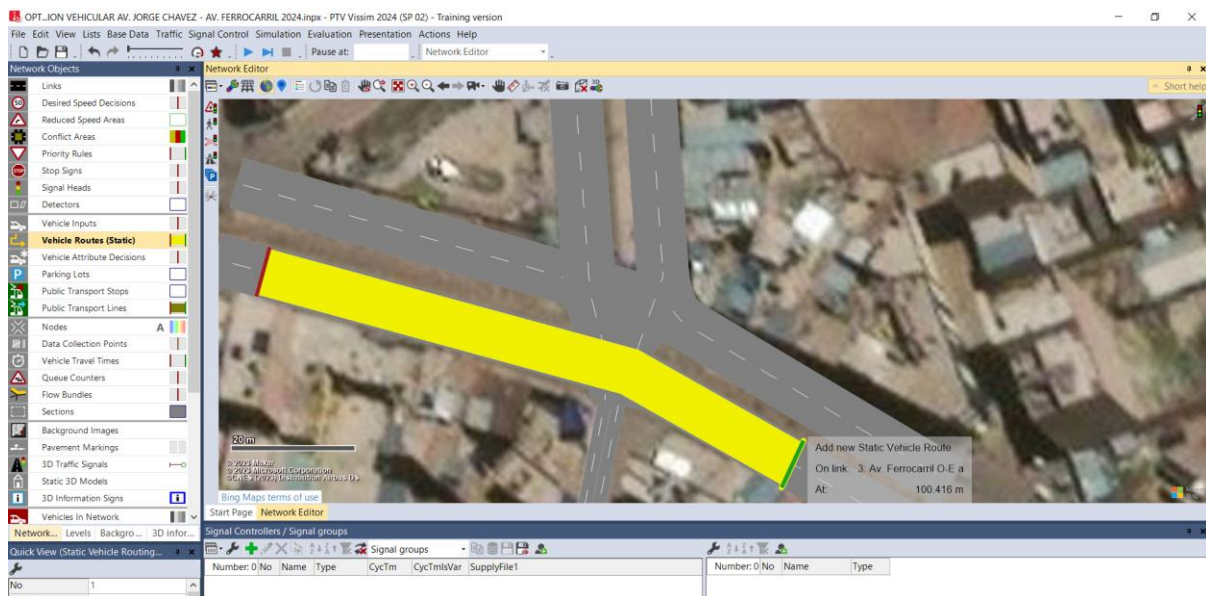 OPT...ION VEHICULAR AV. JORGE CHAVEZ - AV. FERROCARRIL 2024.inpx - PTV Vissim 2024 (SP 02) - Training version
File Edit View Lists Base Data Traffic Signal Control Simulation Evaluation Presentation Actions Help
Pause at: Network Editor
Network Objects
Links
50 Desired Speed Decisions
Reduced Speed Areas
Conflict Areas
Priority Rules
STOP Stop Signs
Signal Heads
Detectors
Vehicle Inputs
Vehicle Routes (Static)
Vehicle Attribute Decisions
P Parking Lots
Public Transport Stops
Public Transport Lines
Nodes A
Data Collection Points
Vehicle Travel Times
Queue Counters
Flow Bundles
Sections
Background Images
Pavement Markings
3D Traffic Signals
Static 3D Models
3D Information Signs
Vehicles In Network
Network... Levels Backgro... 3D infor...
Quick View (Static Vehicle Routing...
No 1
Network Editor
Short help
Add new Static Vehicle Route
On link 3: Av. Ferrocarril O-E a
At: 100.416 m
20 m
© 2023 Microsoft Corporation
Bing Maps terms of use
Start Page Network Editor
Signal Controllers / Signal groups
Signal groups
Number: 0 No Name Type CycTm CycTmIsVar SupplyFile1
Number: 0 No Name Type